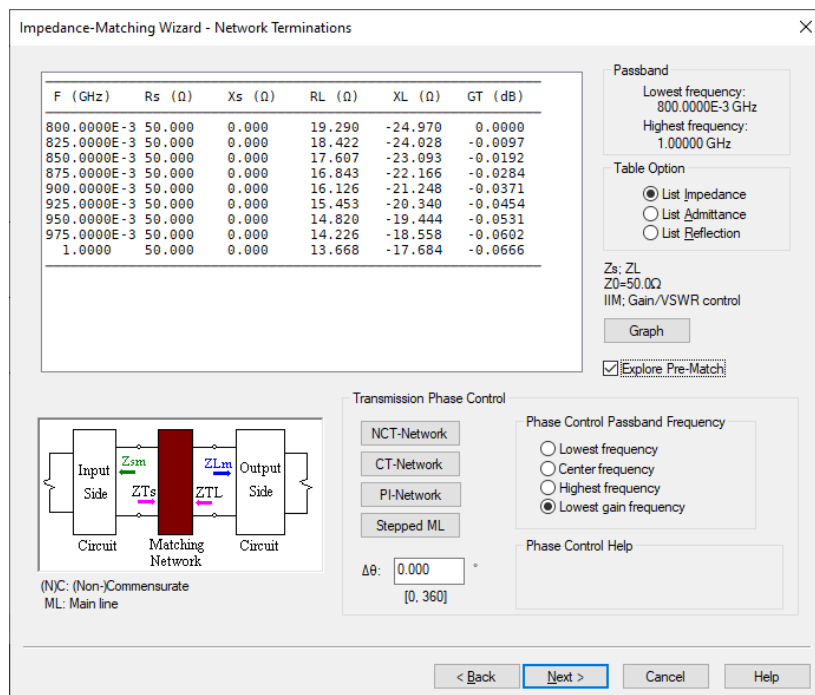 Impedance-Matching Wizard - Network Terminations
F (GHz) Rs (Ω) Xs (Ω) RL (Ω) XL (Ω) GT (dB)
800.0000E-3 50.000 0.000 19.290 -24.970 0.0000
825.0000E-3 50.000 0.000 18.422 -24.028 -0.0097
850.0000E-3 50.000 0.000 17.607 -23.093 -0.0192
875.0000E-3 50.000 0.000 16.843 -22.166 -0.0284
900.0000E-3 50.000 0.000 16.126 -21.248 -0.0371
925.0000E-3 50.000 0.000 15.453 -20.340 -0.0454
950.0000E-3 50.000 0.000 14.820 -19.444 -0.0531
975.0000E-3 50.000 0.000 14.226 -18.558 -0.0602
1.0000 50.000 0.000 13.668 -17.684 -0.0666
Passband
Lowest frequency:
800.0000E-3 GHz
Highest frequency:
1.00000 GHz
Table Option
List Impedance
List Admittance
List Reflection
Zs; ZL
Z0=50.0Ω
IIM; Gain/VSWR control
Graph
Explore Pre-Match
Input
Side
Zsm
ZTs
ZLm
ZTL
Output
Side
Circuit
Matching
Network
Circuit
(N)C: (Non-)Commensurate
ML: Main line
Transmission Phase Control
NCT-Network
CT-Network
PI-Network
Stepped ML
Δθ: 0.000 °
[0, 360]
Phase Control Passband Frequency
Lowest frequency
Center frequency
Highest frequency
Lowest gain frequency
Phase Control Help
< Back
Next >
Cancel
Help